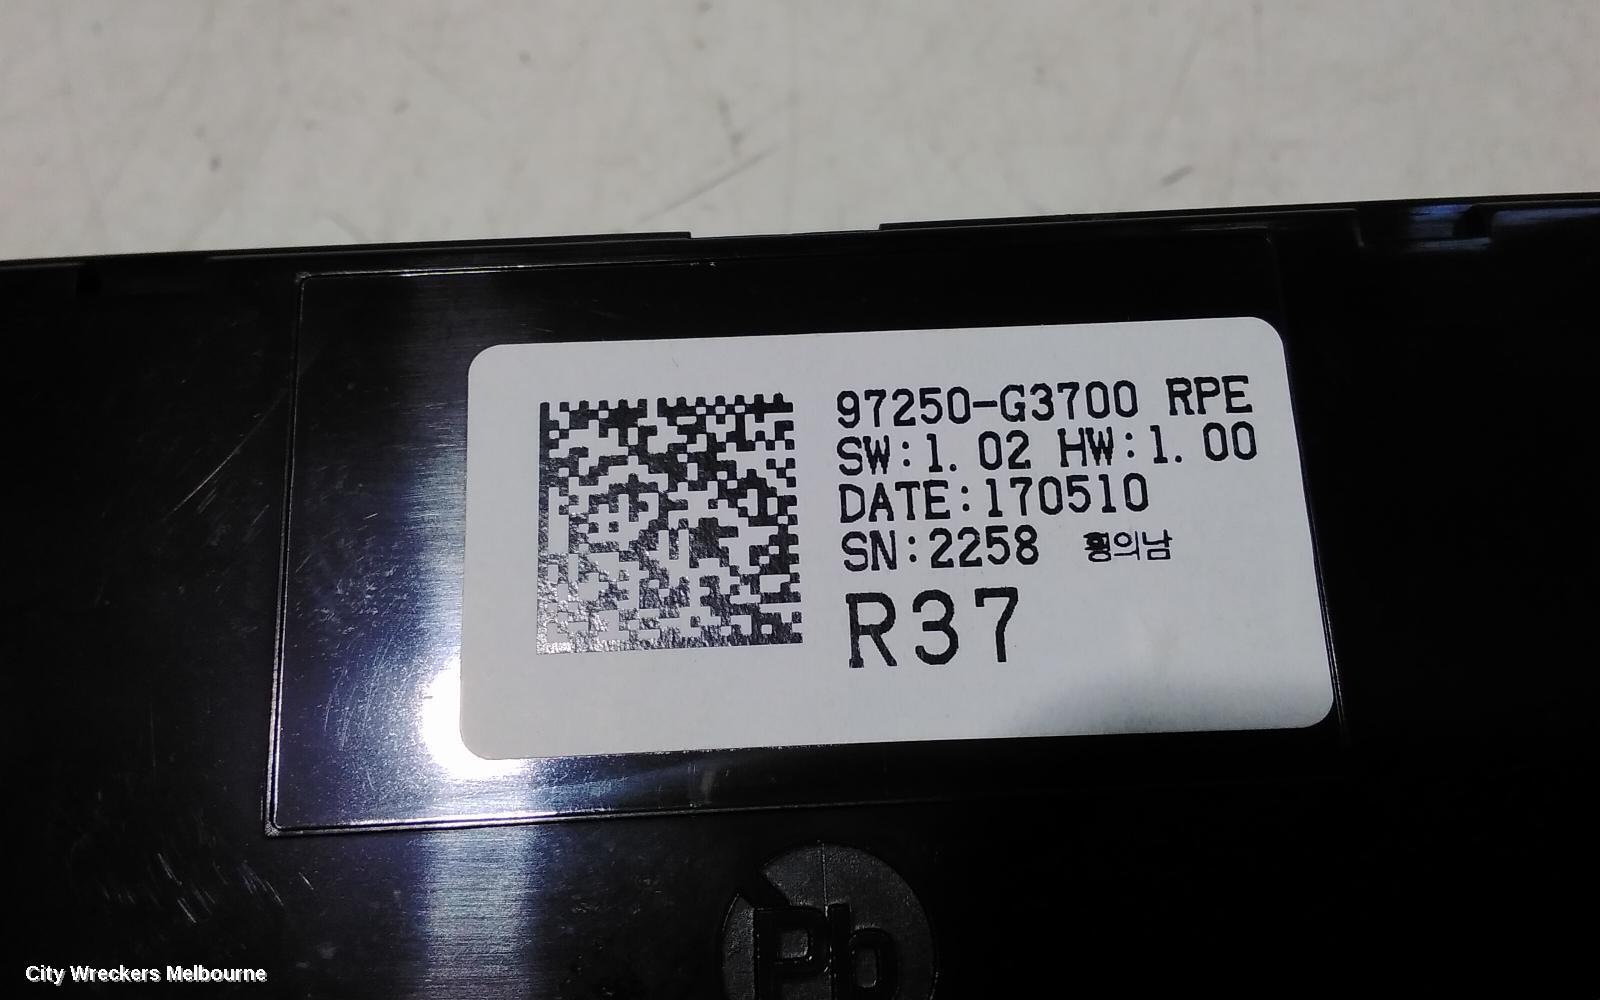 97250-G3700 RPE
SW:1.02 HW:1.00
DATE:170510
SN:2258 횡의남
R37
Pb
City Wreckers Melbourne